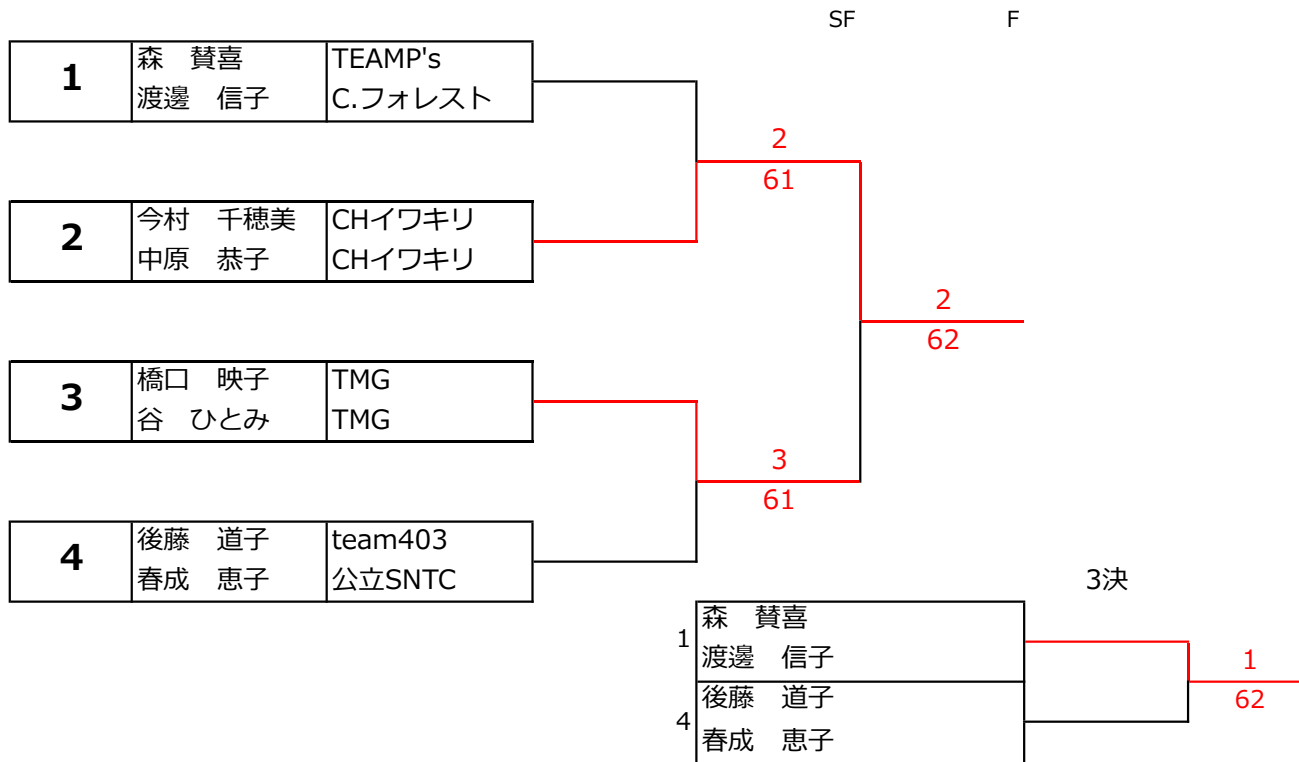 SF F
1 森　賛喜 TEAMP's
渡邊　信子 C.フォレスト
2
61
2 今村　千穂美 CHイワキリ
中原　恭子 CHイワキリ
2
62
3 橋口　映子 TMG
谷　ひとみ TMG
3
61
4 後藤　道子 team403
春成　恵子 公立SNTC
3決
1 森　賛喜
渡邊　信子
1
62
4 後藤　道子
春成　恵子